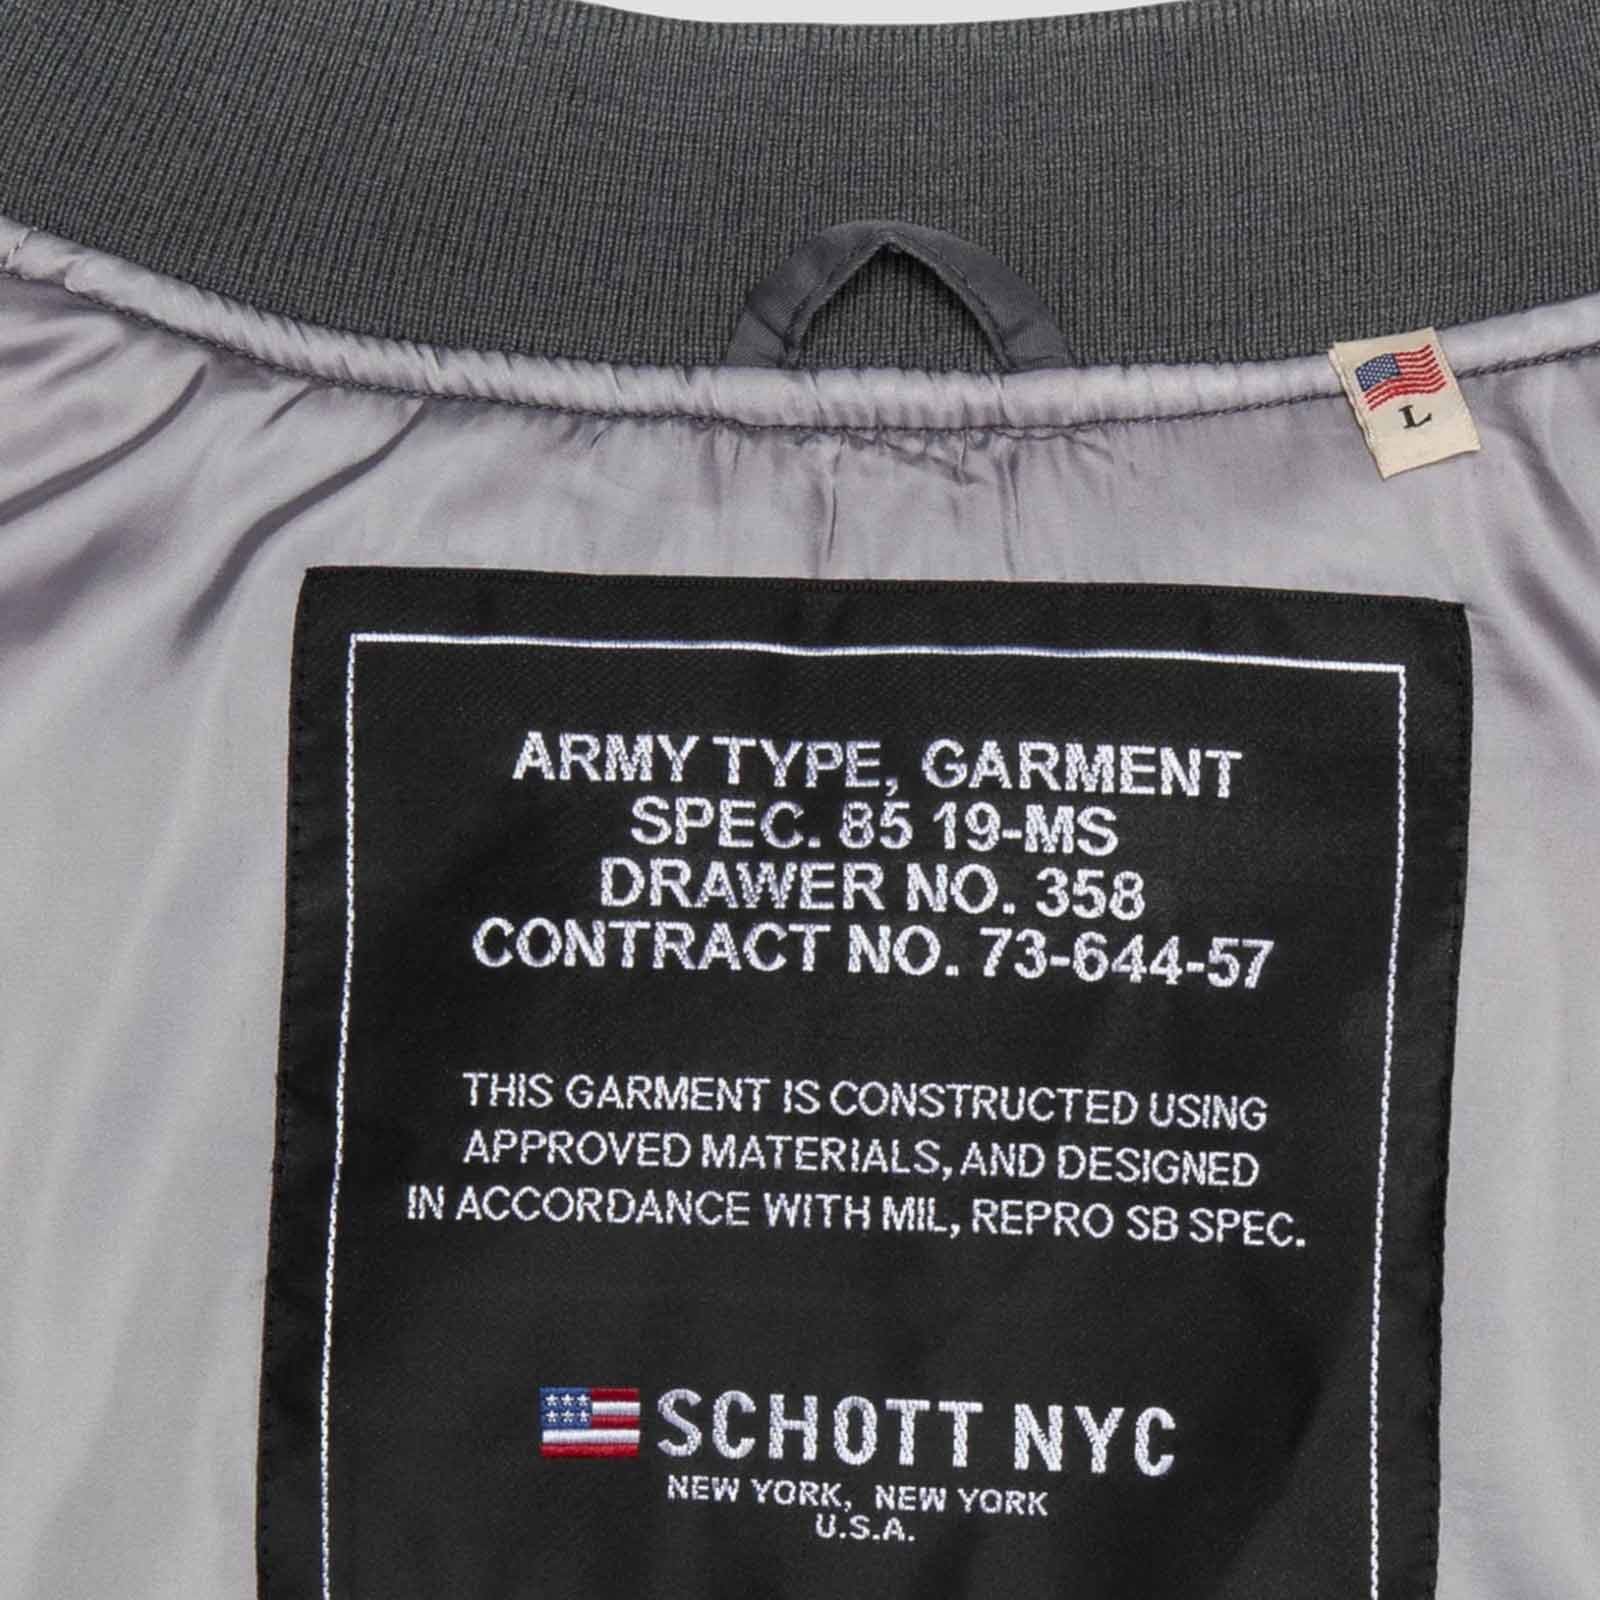 L
ARMY TYPE, GARMENT
SPEC. 85 19-MS
DRAWER NO. 358
CONTRACT NO. 73-644-57
THIS GARMENT IS CONSTRUCTED USING
APPROVED MATERIALS, AND DESIGNED
IN ACCORDANCE WITH MIL, REPRO SB SPEC.
SCHOTT NYC
NEW YORK, NEW YORK
U.S.A.